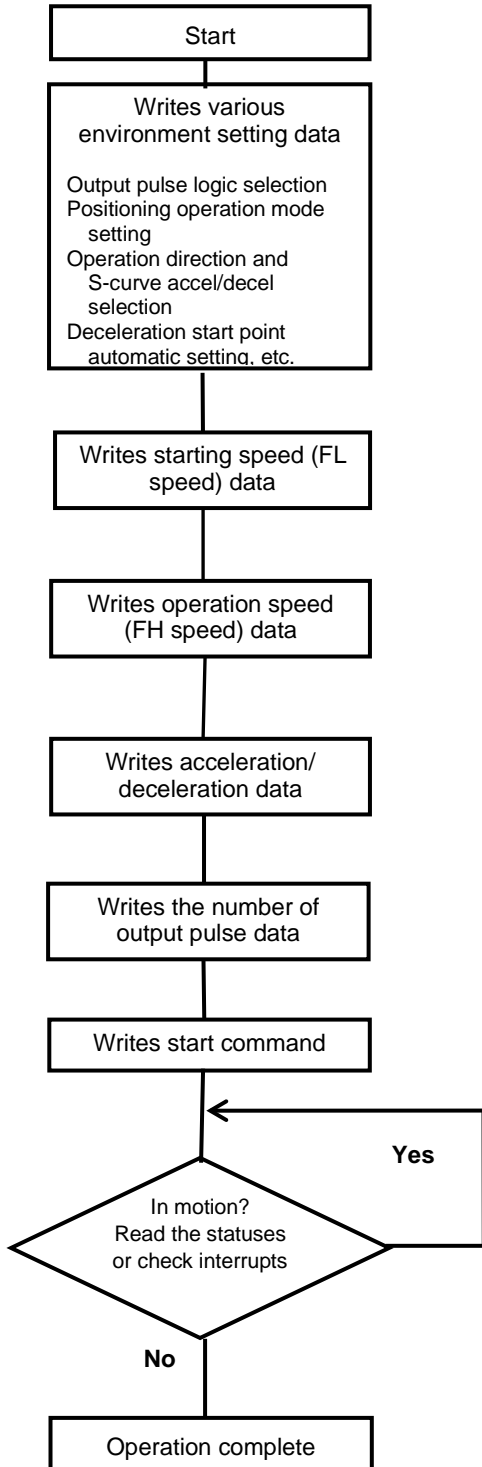 Start
Writes various
environment setting data
Output pulse logic selection
Positioning operation mode
setting
Operation direction and
S-curve accel/decel
selection
Deceleration start point
automatic setting, etc.
Writes starting speed (FL
speed) data
Writes operation speed
(FH speed) data
Writes acceleration/
deceleration data
Writes the number of
output pulse data
Writes start command
Yes
In motion?
Read the statuses
or check interrupts
No
Operation complete